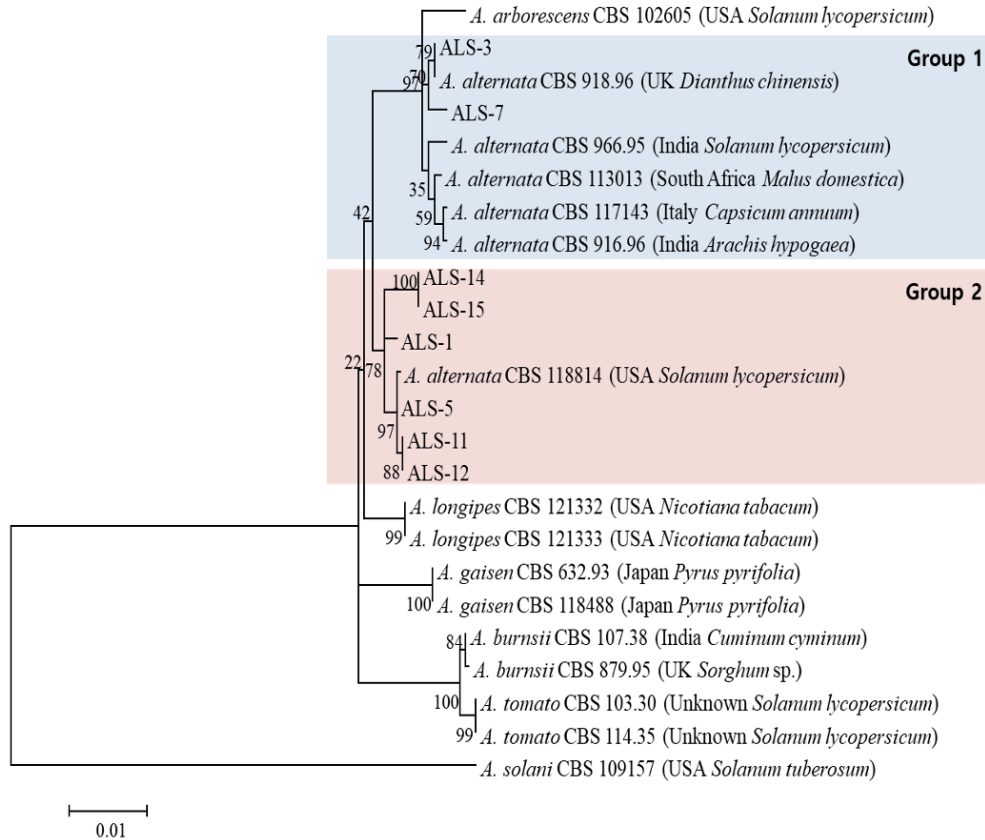 A. arborescens CBS 102605 (USA Solanum lycopersicum)
79
ALS-3
Group 1
70
97
A. alternata CBS 918.96 (UK Dianthus chinensis)
ALS-7
A. alternata CBS 966.95 (India Solanum lycopersicum)
35
A. alternata CBS 113013 (South Africa Malus domestica)
42
59
A. alternata CBS 117143 (Italy Capsicum annuum)
94
A. alternata CBS 916.96 (India Arachis hypogaea)
100
ALS-14
Group 2
ALS-15
ALS-1
22
78
A. alternata CBS 118814 (USA Solanum lycopersicum)
ALS-5
97
ALS-11
88
ALS-12
A. longipes CBS 121332 (USA Nicotiana tabacum)
99
A. longipes CBS 121333 (USA Nicotiana tabacum)
A. gaisen CBS 632.93 (Japan Pyrus pyrifolia)
100
A. gaisen CBS 118488 (Japan Pyrus pyrifolia)
84
A. burnsii CBS 107.38 (India Cuminum cyminum)
A. burnsii CBS 879.95 (UK Sorghum sp.)
100
A. tomato CBS 103.30 (Unknown Solanum lycopersicum)
99
A. tomato CBS 114.35 (Unknown Solanum lycopersicum)
A. solani CBS 109157 (USA Solanum tuberosum)
0.01